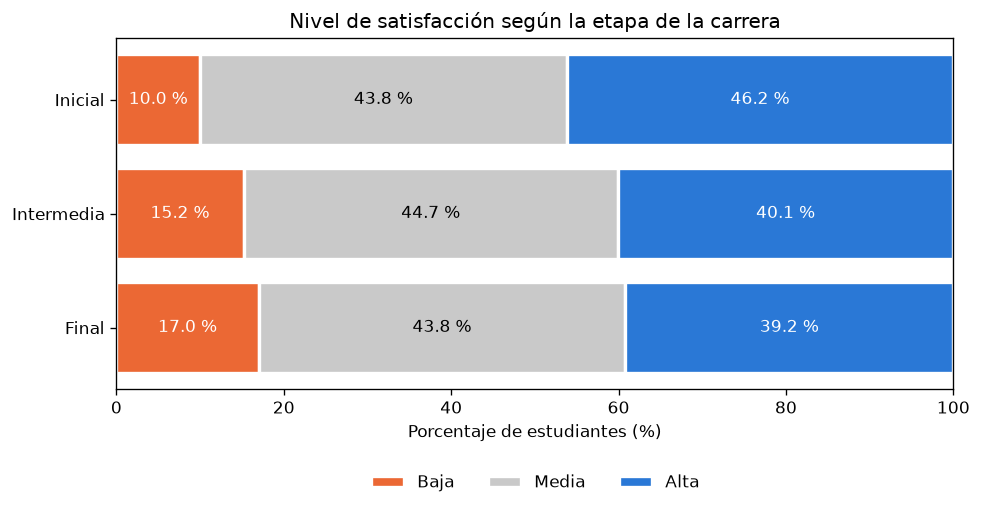 Nivel de satisfacción según la etapa de la carrera
Inicial 10.0 % 43.8 % 46.2 %
Intermedia 15.2 % 44.7 % 40.1 %
Final 17.0 % 43.8 % 39.2 %
0 20 40 60 80 100
Porcentaje de estudiantes (%)
Baja Media Alta